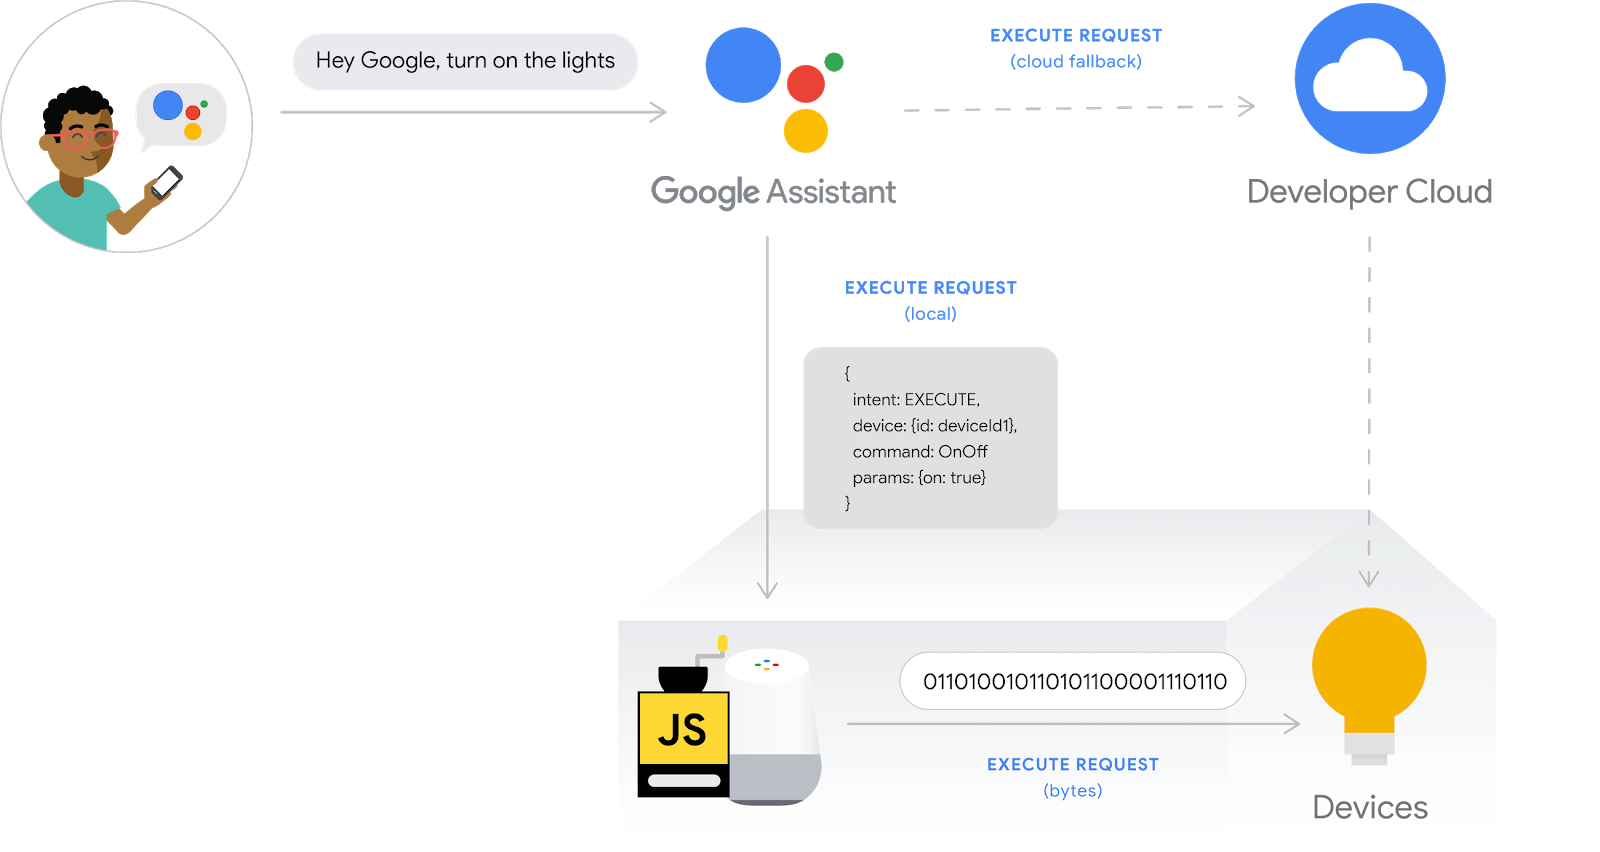 Hey Google, turn on the lights
EXECUTE REQUEST
(cloud fallback)
Google Assistant
Developer Cloud
EXECUTE REQUEST
(local)
{
intent: EXECUTE,
device: {id: deviceId1},
command: OnOff
params: {on: true}
}
JS
011010010110101100001110110
EXECUTE REQUEST
(bytes)
Devices